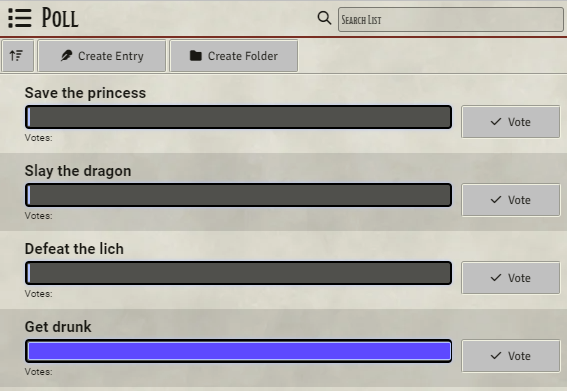 Poll
Search List
Create Entry
Create Folder
Save the princess
Vote
Votes:
Slay the dragon
Vote
Votes:
Defeat the lich
Vote
Votes:
Get drunk
Vote
Votes: